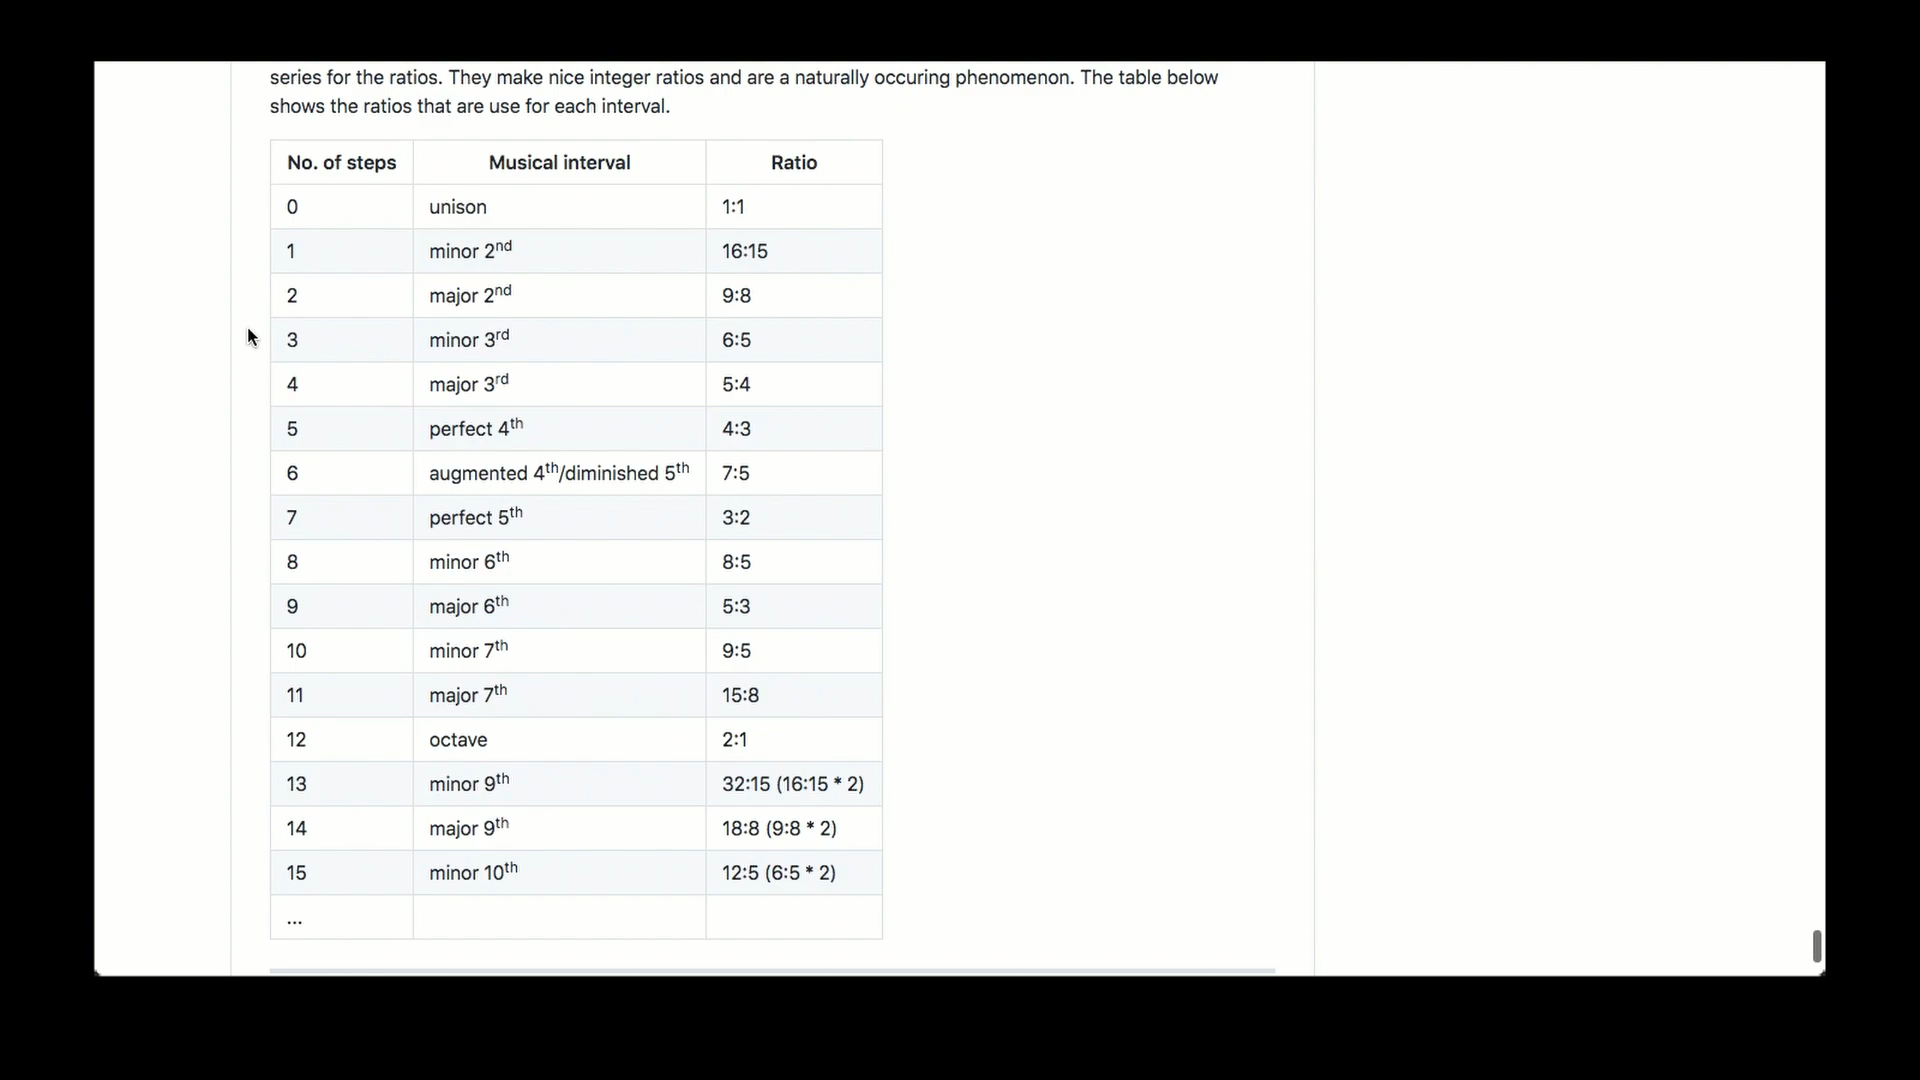 series for the ratios. They make nice integer ratios and are a naturally occuring phenomenon. The table below
shows the ratios that are use for each interval.
No. of steps Musical interval Ratio
0 unison 1:1
1 minor 2nd 16:15
2 major 2nd 9:8
3 minor 3rd 6:5
4 major 3rd 5:4
5 perfect 4th 4:3
6 augmented 4th/diminished 5th 7:5
7 perfect 5th 3:2
8 minor 6th 8:5
9 major 6th 5:3
10 minor 7th 9:5
11 major 7th 15:8
12 octave 2:1
13 minor 9th 32:15 (16:15 * 2)
14 major 9th 18:8 (9:8 * 2)
15 minor 10th 12:5 (6:5 * 2)
...